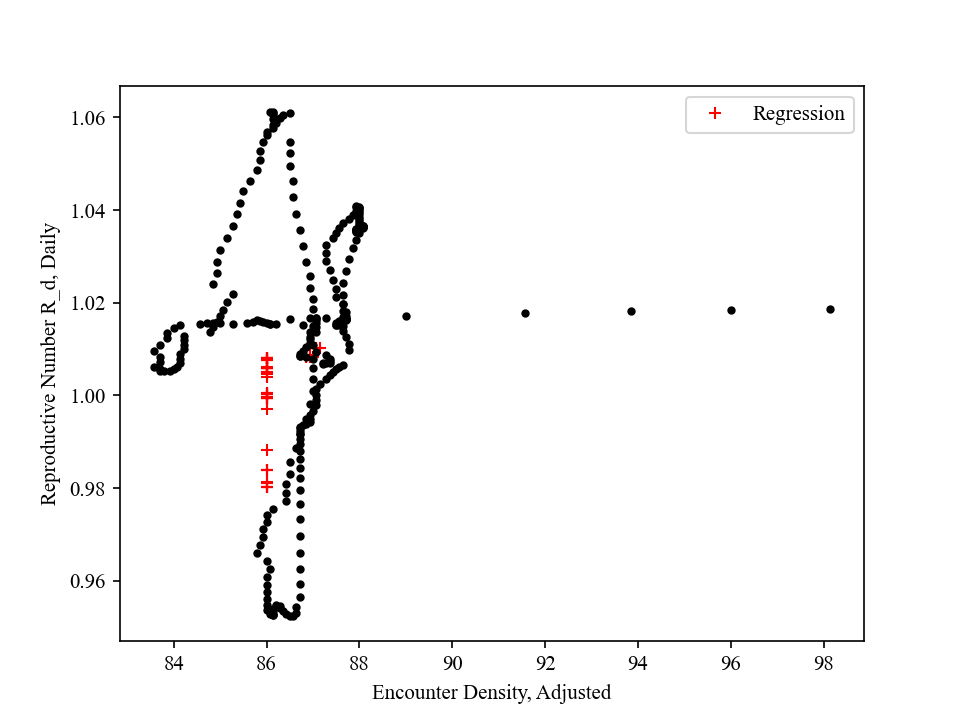 Regression
1.06
1.04
1.02
1.00
0.98
0.96
Reproductive Number R_d, Daily
84 86 88 90 92 94 96 98
Encounter Density, Adjusted